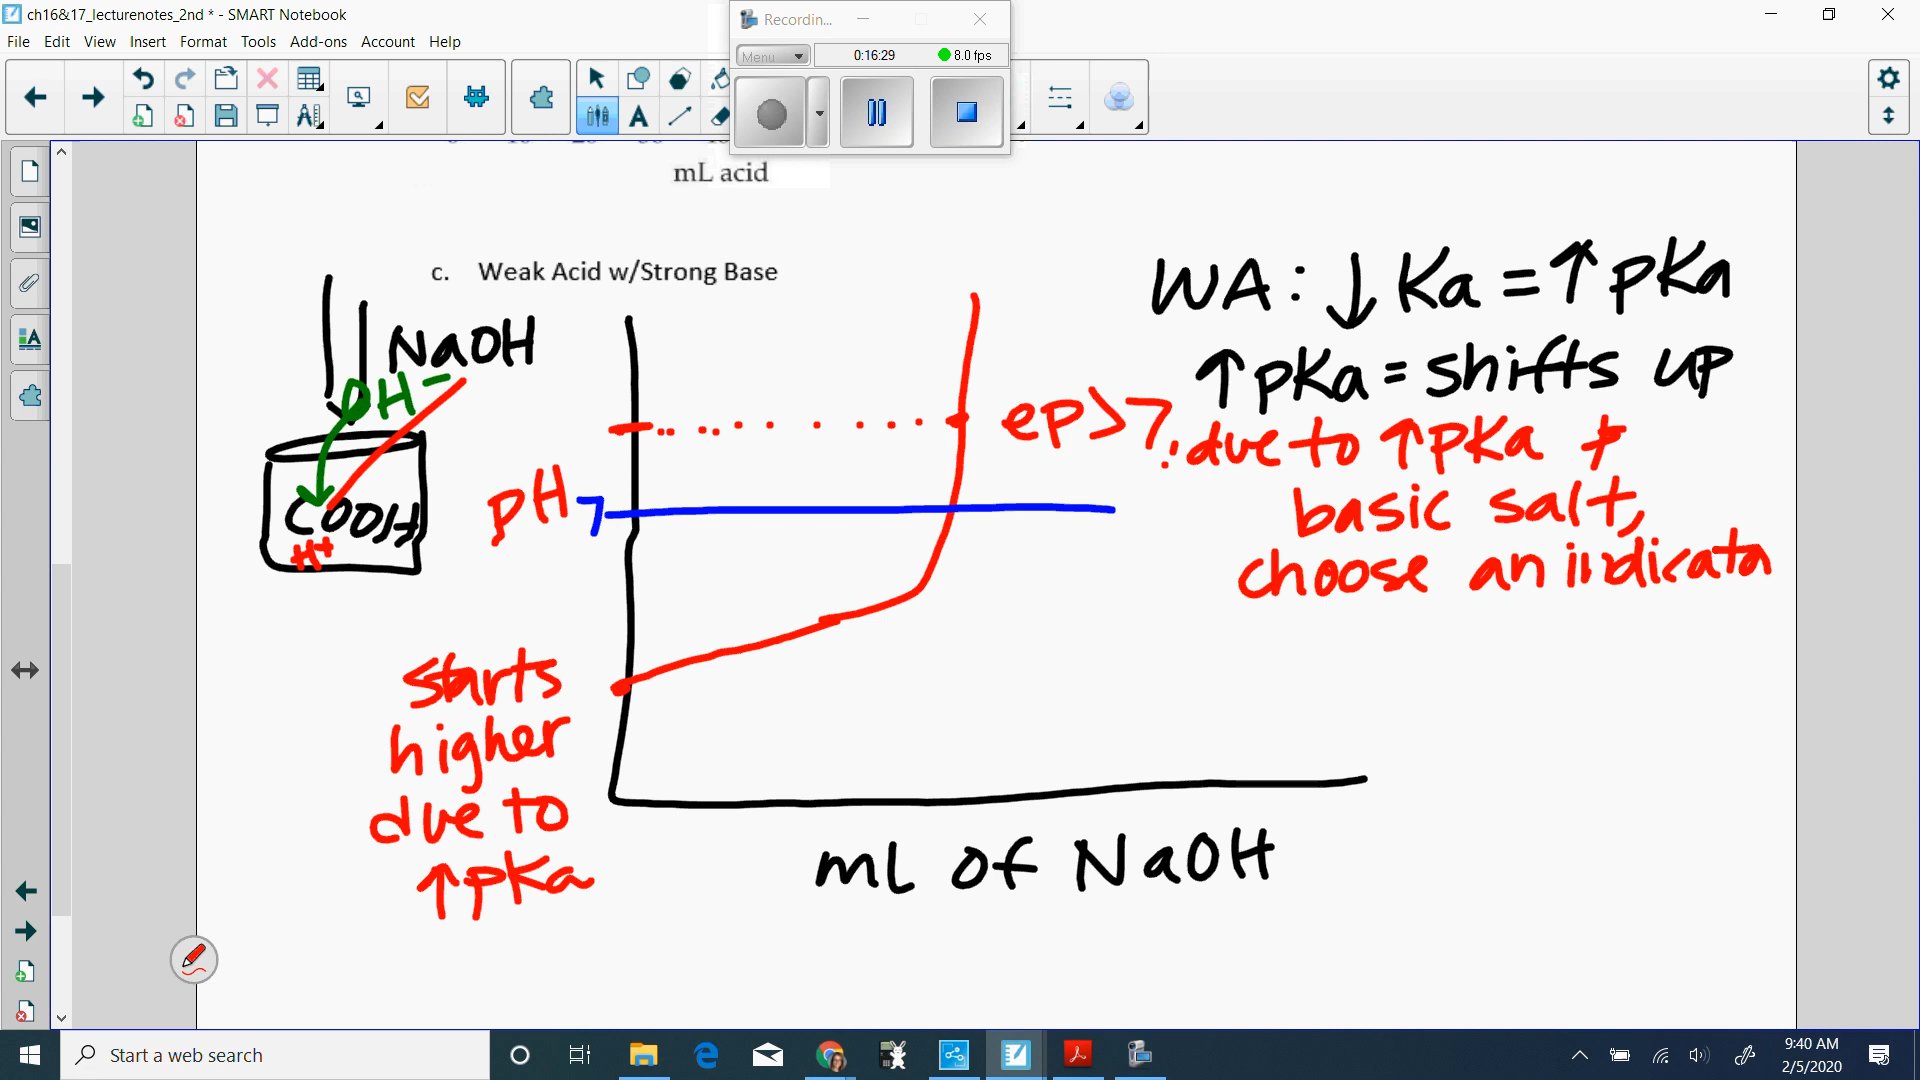 ch16&17_lecturenotes_2nd * - SMART Notebook
Recordin...
File Edit View Insert Format Tools Add-ons Account Help
Menu
0:16:29
8.0 fps
mL acid
c. Weak Acid w/Strong Base
WA: ↓ Ka = ↑ pKa
↑ pKa = shifts up
NaOH
OH⁻
COOH
H+
ep > 7.
due to ↑ pKa +
basic salt,
choose an indicato
pH 7
starts
higher
due to
↑ pKa
mL of NaOH
Start a web search
9:40 AM
2/5/2020